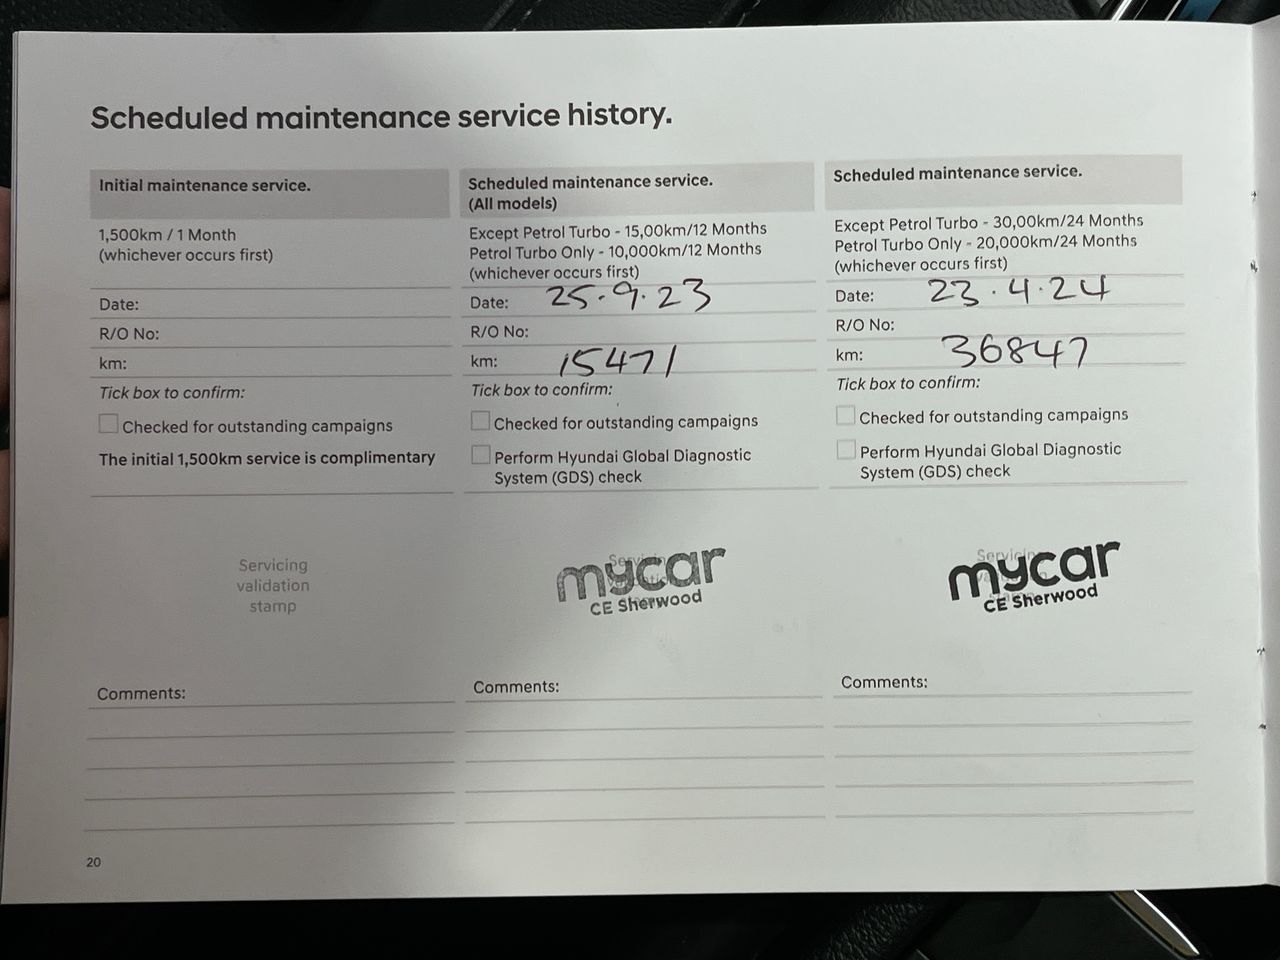 Scheduled maintenance service history.
Initial maintenance service.
1,500km / 1 Month
(whichever occurs first)
Date:
R/O No:
km:
Tick box to confirm:
Checked for outstanding campaigns
The initial 1,500km service is complimentary
Servicing
validation
stamp
Comments:
Scheduled maintenance service.
(All models)
Except Petrol Turbo - 15,00km/12 Months
Petrol Turbo Only - 10,000km/12 Months
(whichever occurs first)
Date: 25.9.23
R/O No:
km: 15471
Tick box to confirm:
Checked for outstanding campaigns
Perform Hyundai Global Diagnostic
System (GDS) check
mycar
CE Sherwood
Comments:
Scheduled maintenance service.
Except Petrol Turbo - 30,00km/24 Months
Petrol Turbo Only - 20,000km/24 Months
(whichever occurs first)
Date: 23.4.24
R/O No:
km: 36847
Tick box to confirm:
Checked for outstanding campaigns
Perform Hyundai Global Diagnostic
System (GDS) check
mycar
CE Sherwood
Comments:
20